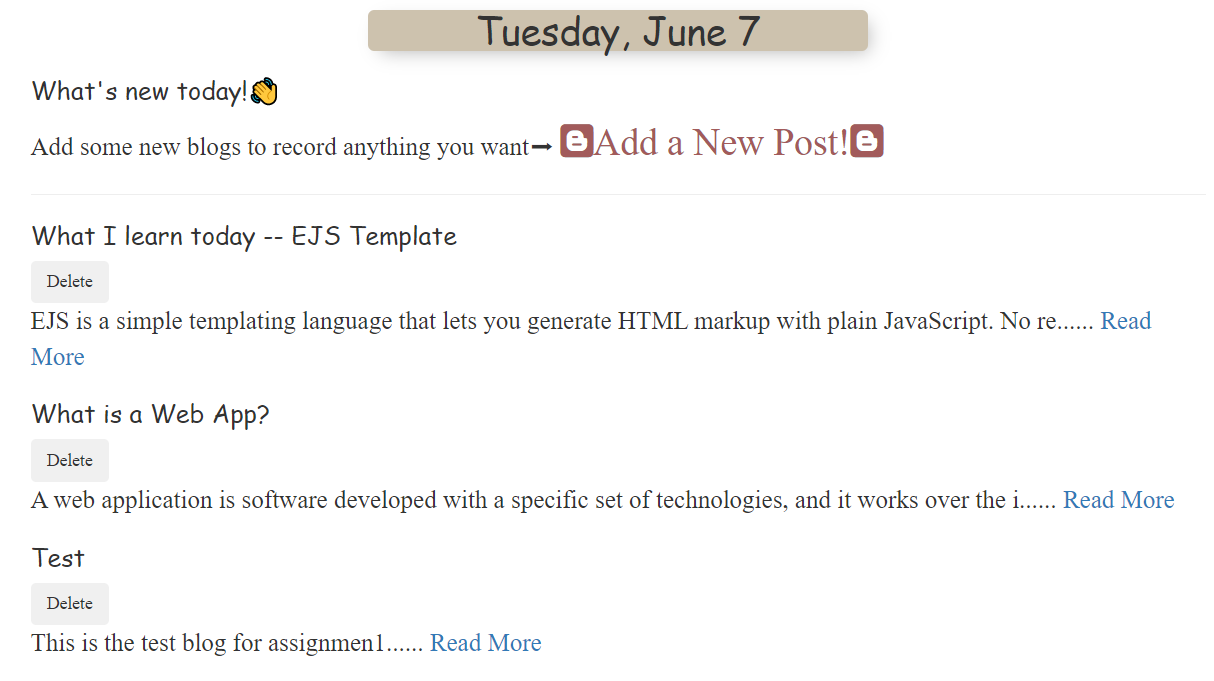 Tuesday, June 7
What's new today!👋
Add some new blogs to record anything you want➞ Add a New Post!
What I learn today -- EJS Template
Delete
EJS is a simple templating language that lets you generate HTML markup with plain JavaScript. No re...... Read
More
What is a Web App?
Delete
A web application is software developed with a specific set of technologies, and it works over the i...... Read More
Test
Delete
This is the test blog for assignmen1...... Read More